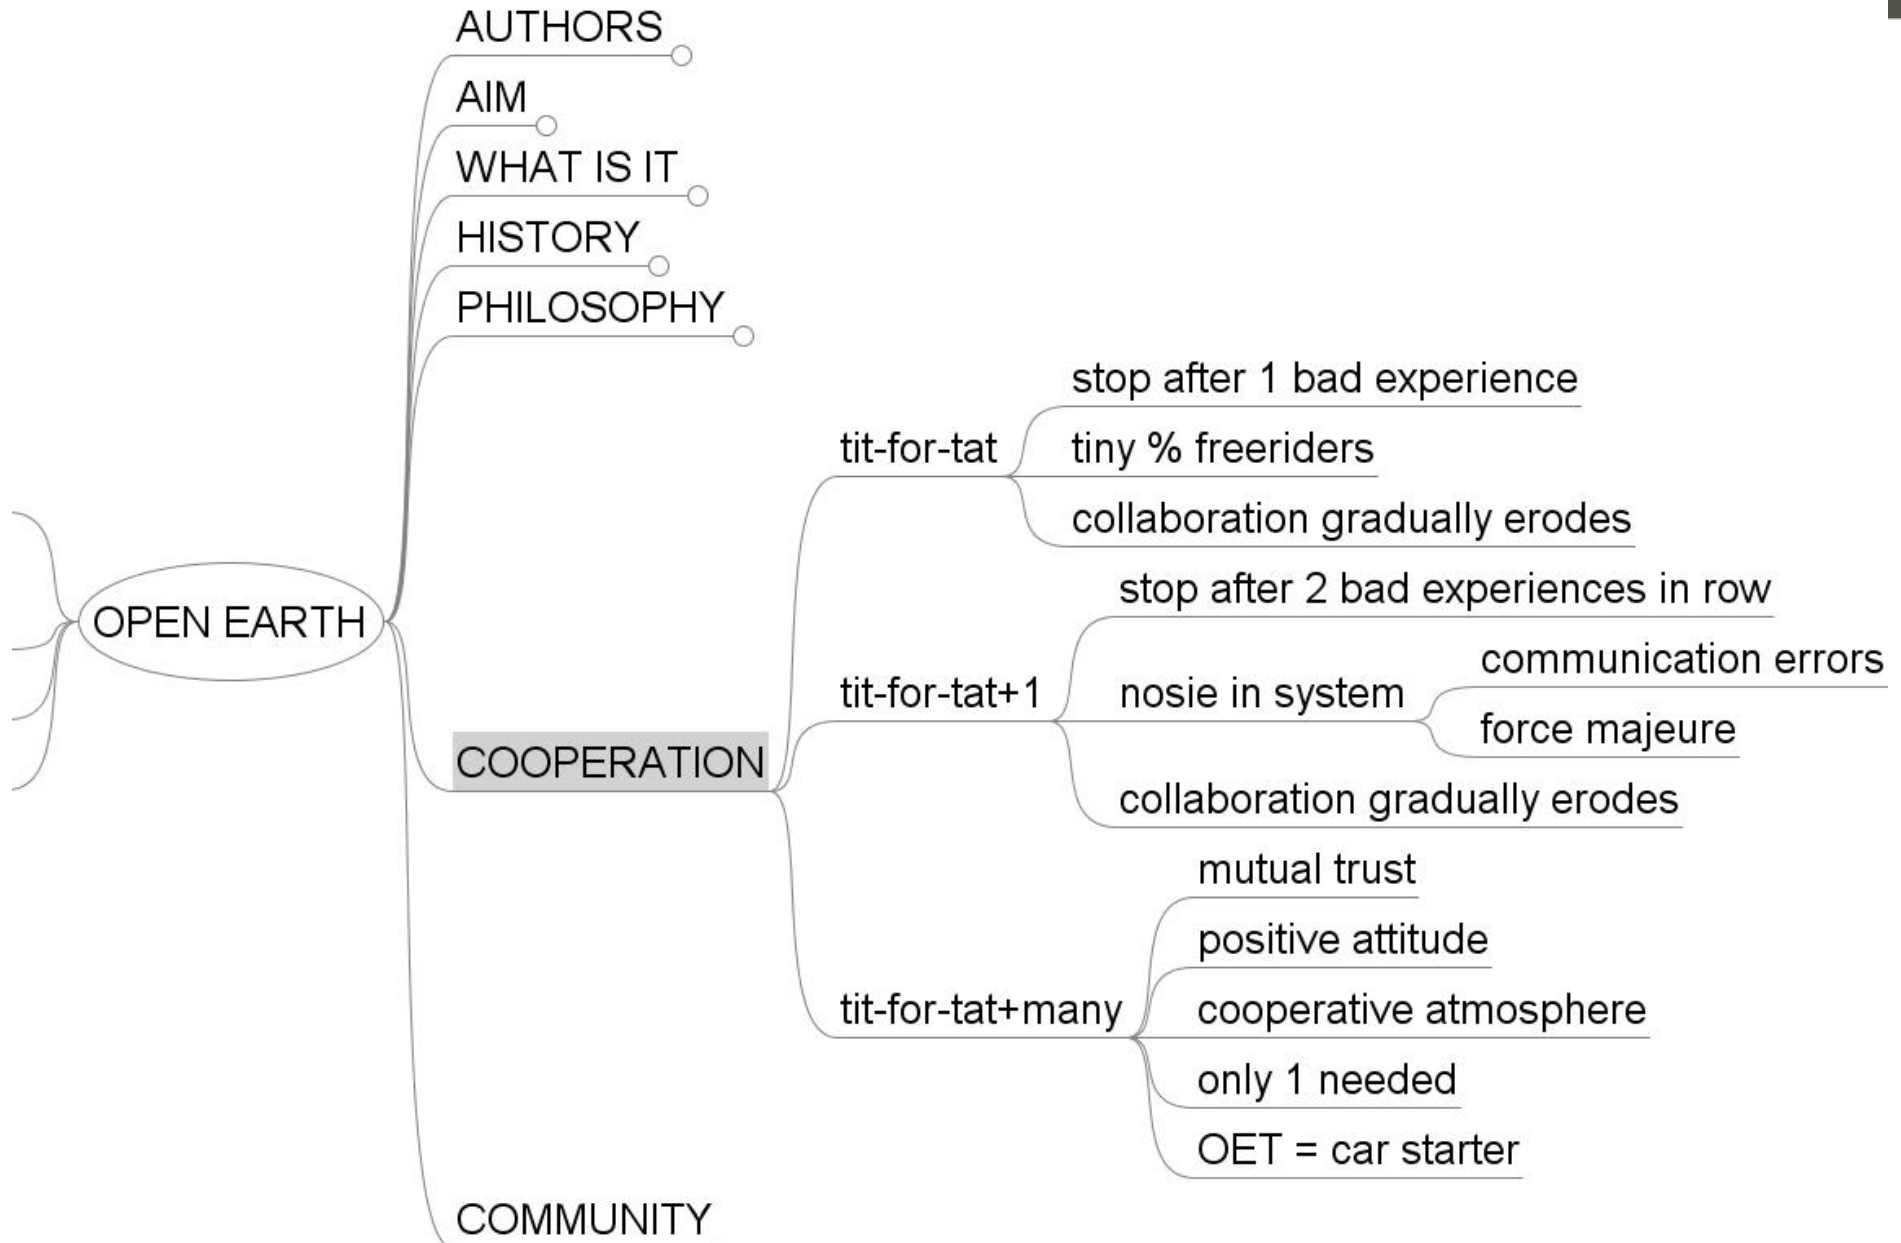 AUTHORS
AIM
WHAT IS IT
HISTORY
PHILOSOPHY
OPEN EARTH
COOPERATION
tit-for-tat
stop after 1 bad experience
tiny % freeriders
collaboration gradually erodes
tit-for-tat+1
stop after 2 bad experiences in row
nosie in system
communication errors
force majeure
collaboration gradually erodes
tit-for-tat+many
mutual trust
positive attitude
cooperative atmosphere
only 1 needed
OET = car starter
COMMUNITY